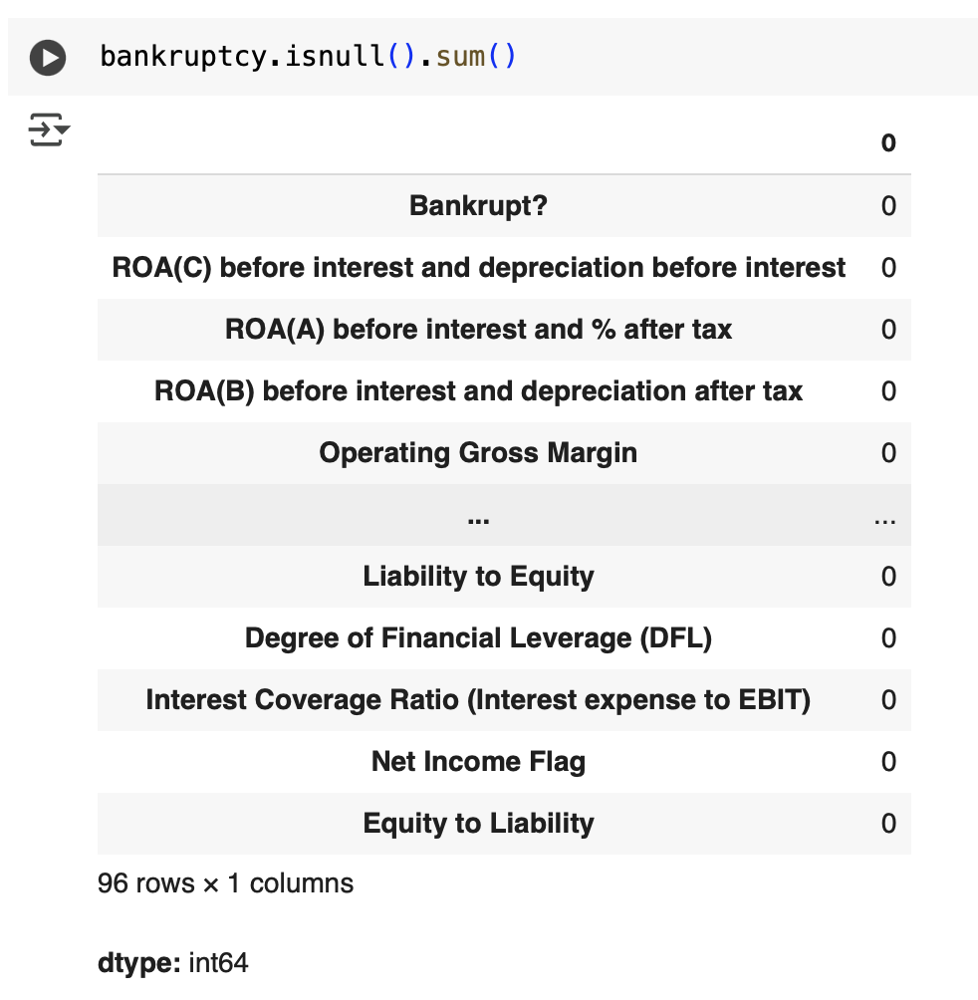 bankruptcy.isnull().sum()
0
Bankrupt? 0
ROA(C) before interest and depreciation before interest 0
ROA(A) before interest and % after tax 0
ROA(B) before interest and depreciation after tax 0
Operating Gross Margin 0
... ...
Liability to Equity 0
Degree of Financial Leverage (DFL) 0
Interest Coverage Ratio (Interest expense to EBIT) 0
Net Income Flag 0
Equity to Liability 0
96 rows × 1 columns
dtype: int64